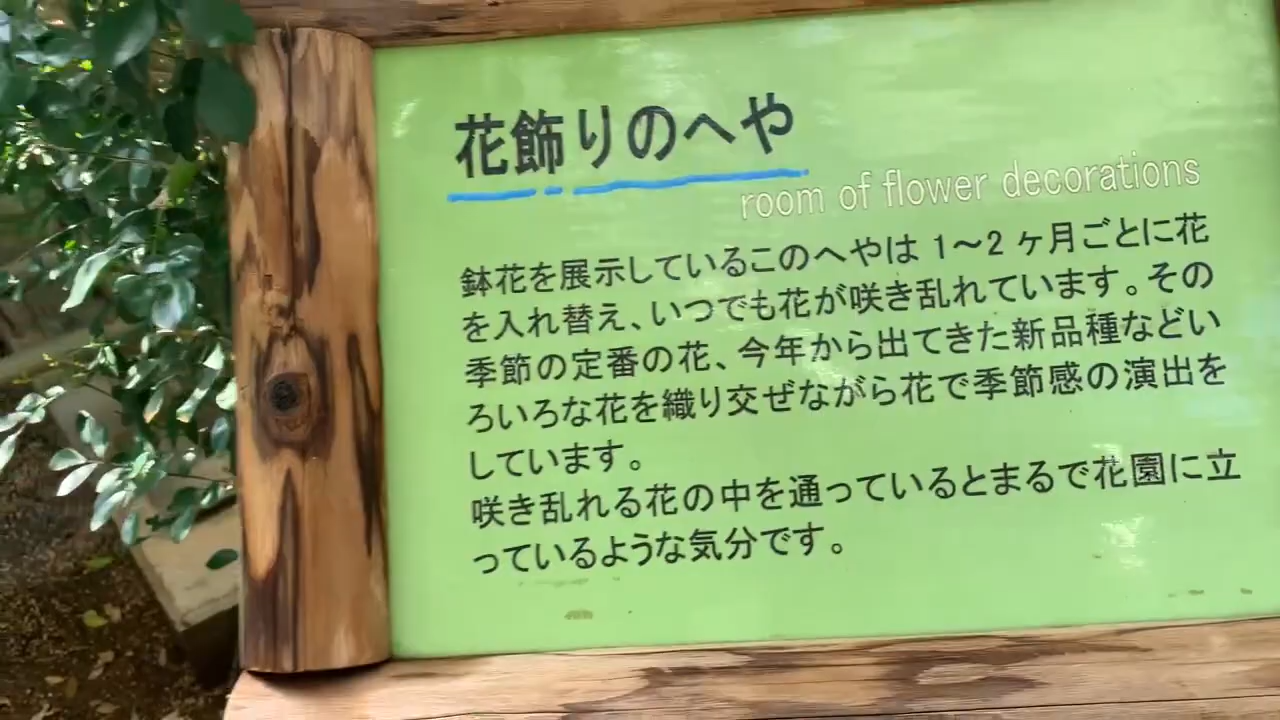 花飾りのへや
room of flower decorations
鉢花を展示しているこのへやは 1〜2 ヶ月ごとに花
を入れ替え、いつでも花が咲き乱れています。その
季節の定番の花、今年から出てきた新品種などい
ろいろな花を織り交ぜながら花で季節感の演出を
しています。
咲き乱れる花の中を通っているとまるで花園に立
っているような気分です。